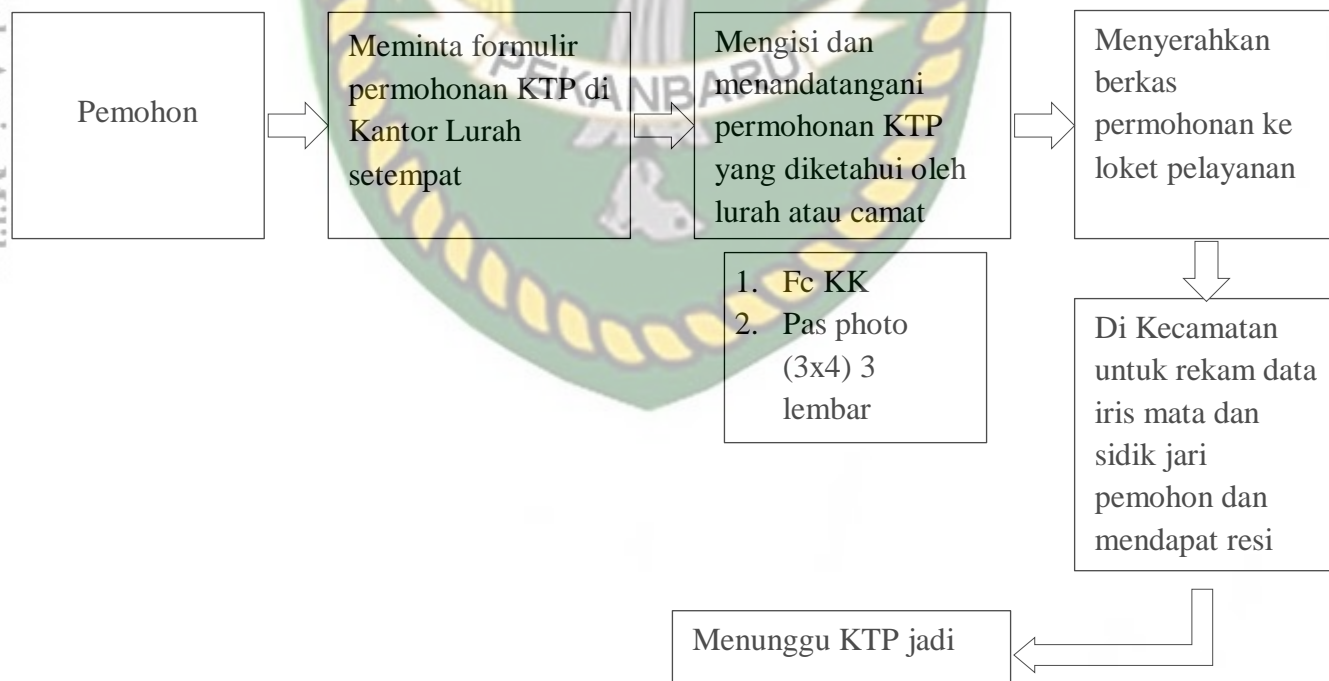 Pemohon
Meminta formulir
permohonan KTP di
Kantor Lurah
setempat
Mengisi dan
menandatangani
permohonan KTP
yang diketahui oleh
lurah atau camat
Menyerahkan
berkas
permohonan ke
loket pelayanan
PEKANBARU
1. Fc KK
2. Pas photo
(3x4) 3
lembar
Di Kecamatan
untuk rekam data
iris mata dan
sidik jari
pemohon dan
mendapat resi
Menunggu KTP jadi